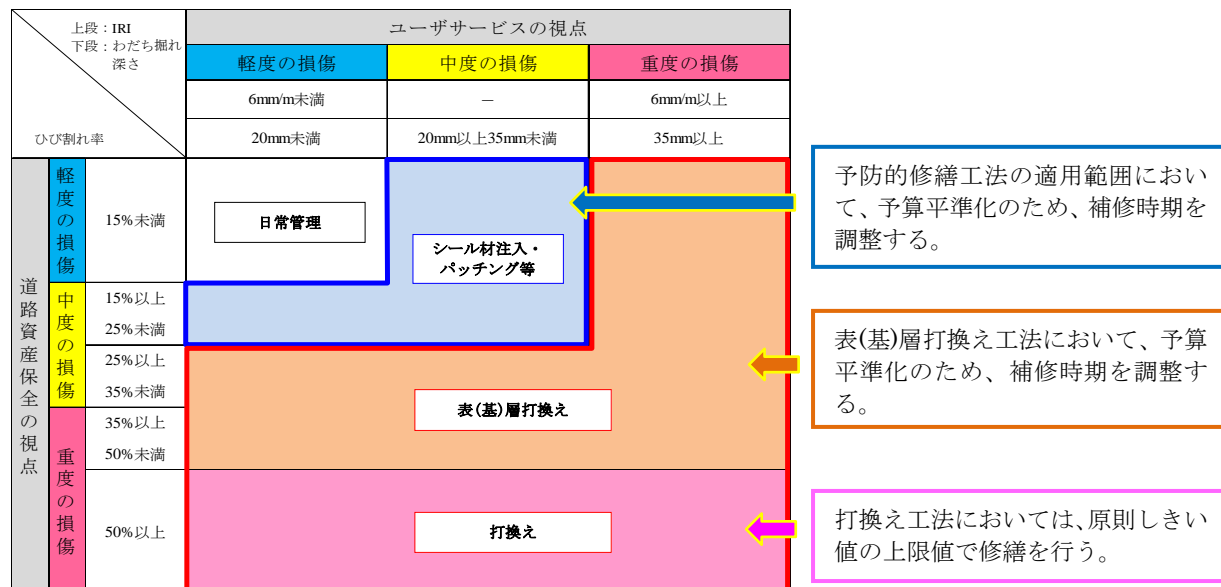 上段：IRI
下段：わだち掘れ
深さ
ひび割れ率
ユーザサービスの視点
軽度の損傷
中度の損傷
重度の損傷
6mm/m未満
－
6mm/m以上
20mm未満
20mm以上35mm未満
35mm以上
道路資産保全の視点
軽度の損傷
15%未満
日常管理
シール材注入・
パッチング等
中度の損傷
15%以上
25%未満
25%以上
35%未満
表(基)層打換え
重度の損傷
35%以上
50%未満
50%以上
打換え
予防的修繕工法の適用範囲におい
て、予算平準化のため、補修時期を
調整する。
表(基)層打換え工法において、予算
平準化のため、補修時期を調整す
る。
打換え工法においては、原則しきい
値の上限値で修繕を行う。